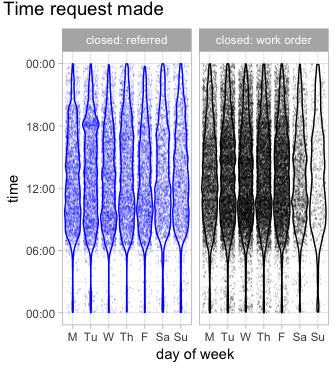 Time request made
closed: referred
closed: work order
00:00
18:00
12:00
06:00
00:00
time
M Tu W Th F Sa Su
M Tu W Th F Sa Su
day of week